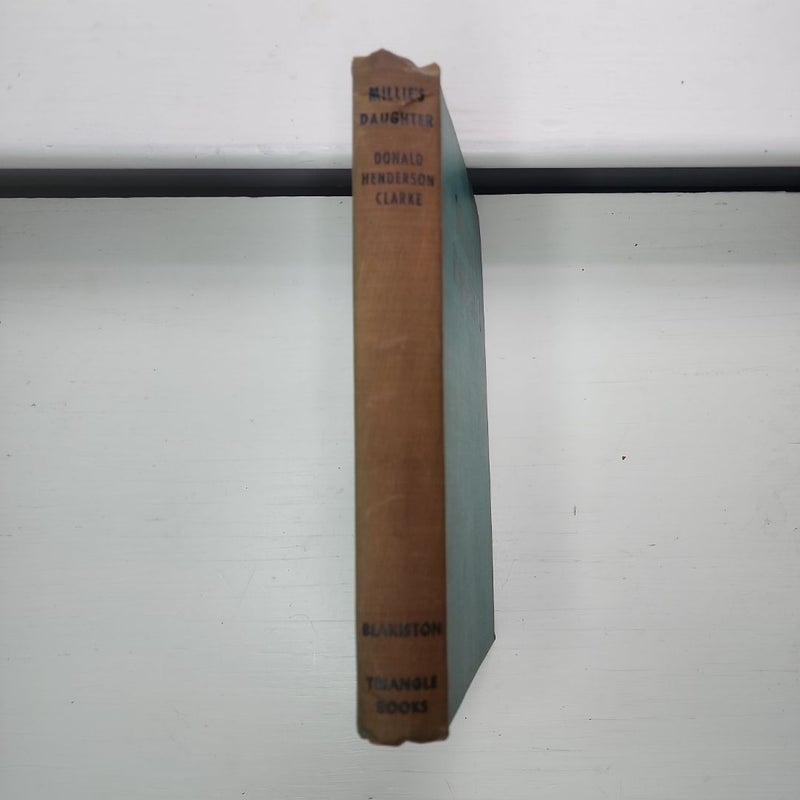 MILLIE'S
DAUGHTER
DONALD
HENDERSON
CLARKE
BLAKISTON
TRIANGLE
BOOKS